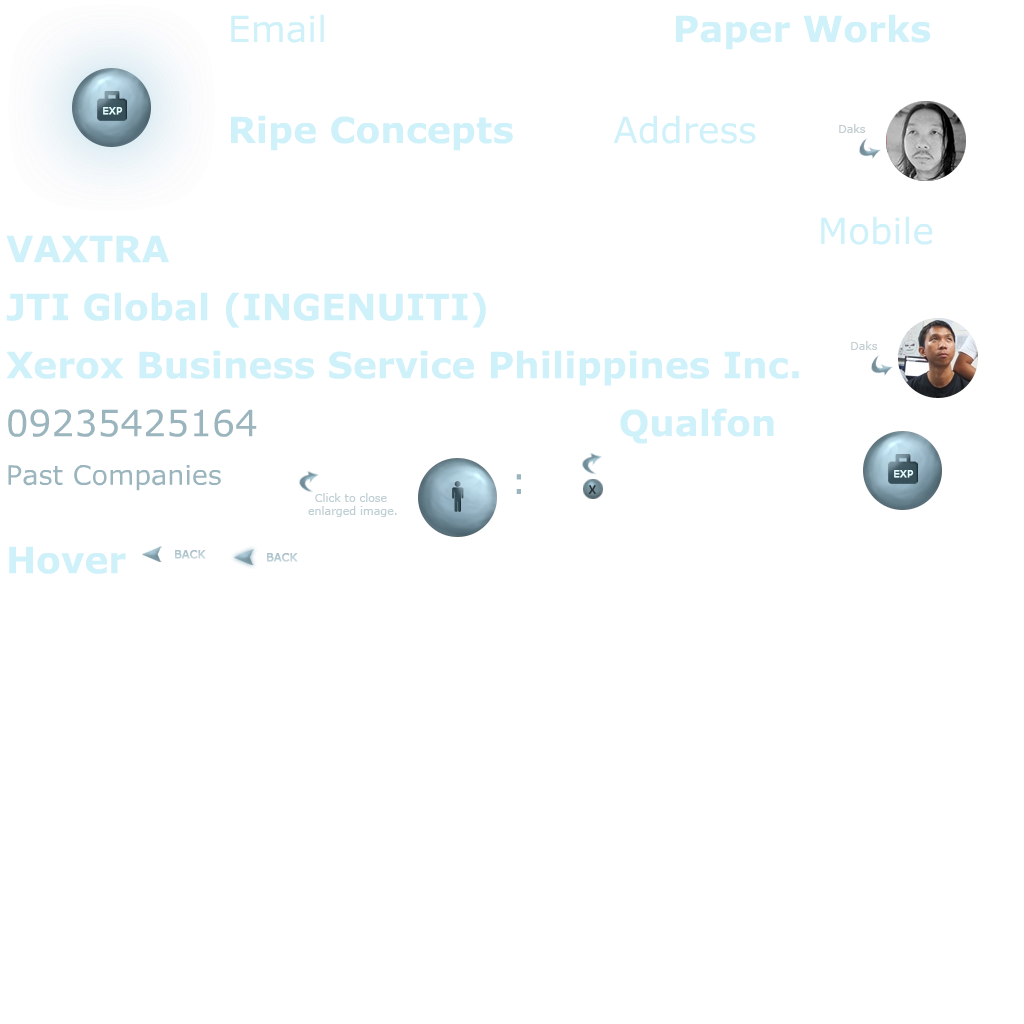 Email Paper Works
EXP
Ripe Concepts Address Daks
Mobile
VAXTRA
JTI Global (INGENUITI)
Daks
Xerox Business Service Philippines Inc.
09235425164 Qualfon
Past Companies
EXP
:
X
Click to close
enlarged image.
Hover BACK BACK